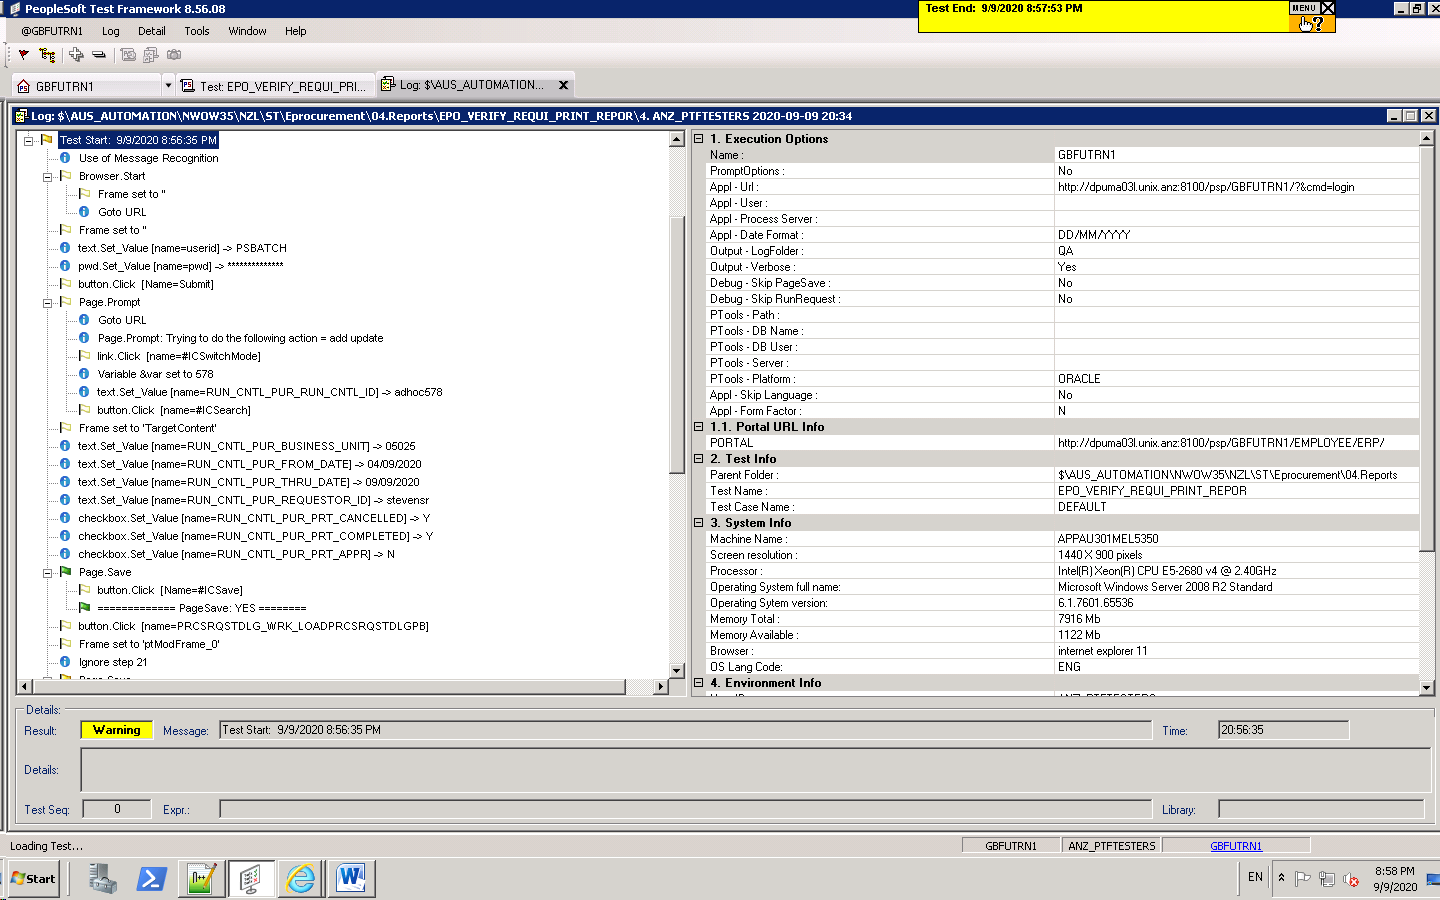 PeopleSoft Test Framework 8.56.08
Test End:  9/9/2020 8:57:53 PM
MENU
@GBFUTRN1 Log Detail Tools Window Help
GBFUTRN1
Test: EPO_VERIFY_REQUI_PRI...
Log: $\AUS_AUTOMATION...
Log: $\AUS_AUTOMATION\NWOW35\NZL\ST\Eprocurement\04.Reports\EPO_VERIFY_REQUI_PRINT_REPOR\4. ANZ_PTFTESTERS 2020-09-09 20:34
Test Start:  9/9/2020 8:56:35 PM
Use of Message Recognition
Browser.Start
Frame set to ''
Goto URL
Frame set to ''
text.Set_Value [name=userid] -> PSBATCH
pwd.Set_Value [name=pwd] -> **************
button.Click  [Name=Submit]
Page.Prompt
Goto URL
Page.Prompt: Trying to do the following action = add update
link.Click  [name=#ICSwitchMode]
Variable &var set to 578
text.Set_Value [name=RUN_CNTL_PUR_RUN_CNTL_ID] -> adhoc578
button.Click  [name=#ICSearch]
Frame set to 'TargetContent'
text.Set_Value [name=RUN_CNTL_PUR_BUSINESS_UNIT] -> 05025
text.Set_Value [name=RUN_CNTL_PUR_FROM_DATE] -> 04/09/2020
text.Set_Value [name=RUN_CNTL_PUR_THRU_DATE] -> 09/09/2020
text.Set_Value [name=RUN_CNTL_PUR_REQUESTOR_ID] -> stevensr
checkbox.Set_Value [name=RUN_CNTL_PUR_PRT_CANCELLED] -> Y
checkbox.Set_Value [name=RUN_CNTL_PUR_PRT_COMPLETED] -> Y
checkbox.Set_Value [name=RUN_CNTL_PUR_PRT_APPR] -> N
Page.Save
button.Click  [Name=#ICSave]
============= PageSave: YES ========
button.Click  [name=PRCSRQSTDLG_WRK_LOADPRCSRQSTDLGPB]
Frame set to 'ptModFrame_0'
Ignore step 21
Page.Save
1. Execution Options
Name : GBFUTRN1
PromptOptions : No
Appl - Url : http://dpuma03l.unix.anz:8100/psp/GBFUTRN1/?&cmd=login
Appl - User :
Appl - Process Server :
Appl - Date Format : DD/MM/YYYY
Output - LogFolder : QA
Output - Verbose : Yes
Debug - Skip PageSave : No
Debug - Skip RunRequest : No
PTools - Path :
PTools - DB Name :
PTools - DB User :
PTools - Server :
PTools - Platform : ORACLE
Appl - Skip Language : No
Appl - Form Factor : N
1.1. Portal URL Info
PORTAL http://dpuma03l.unix.anz:8100/psp/GBFUTRN1/EMPLOYEE/ERP/
2. Test Info
Parent Folder : $\AUS_AUTOMATION\NWOW35\NZL\ST\Eprocurement\04.Reports
Test Name : EPO_VERIFY_REQUI_PRINT_REPOR
Test Case Name : DEFAULT
3. System Info
Machine Name : APPAU301MEL5350
Screen resolution : 1440 X 900 pixels
Processor : Intel(R) Xeon(R) CPU E5-2680 v4 @ 2.40GHz
Operating System full name: Microsoft Windows Server 2008 R2 Standard
Operating Sytem version: 6.1.7601.65536
Memory Total : 7916 Mb
Memory Available : 1122 Mb
Browser : internet explorer 11
OS Lang Code: ENG
4. Environment Info
Details:
Result: Warning Message: Test Start:  9/9/2020 8:56:35 PM Time: 20:56:35
Details:
Test Seq: 0 Expr.: Library:
Loading Test... GBFUTRN1 ANZ_PTFTESTERS GBFUTRN1
Start EN 8:58 PM
9/9/2020